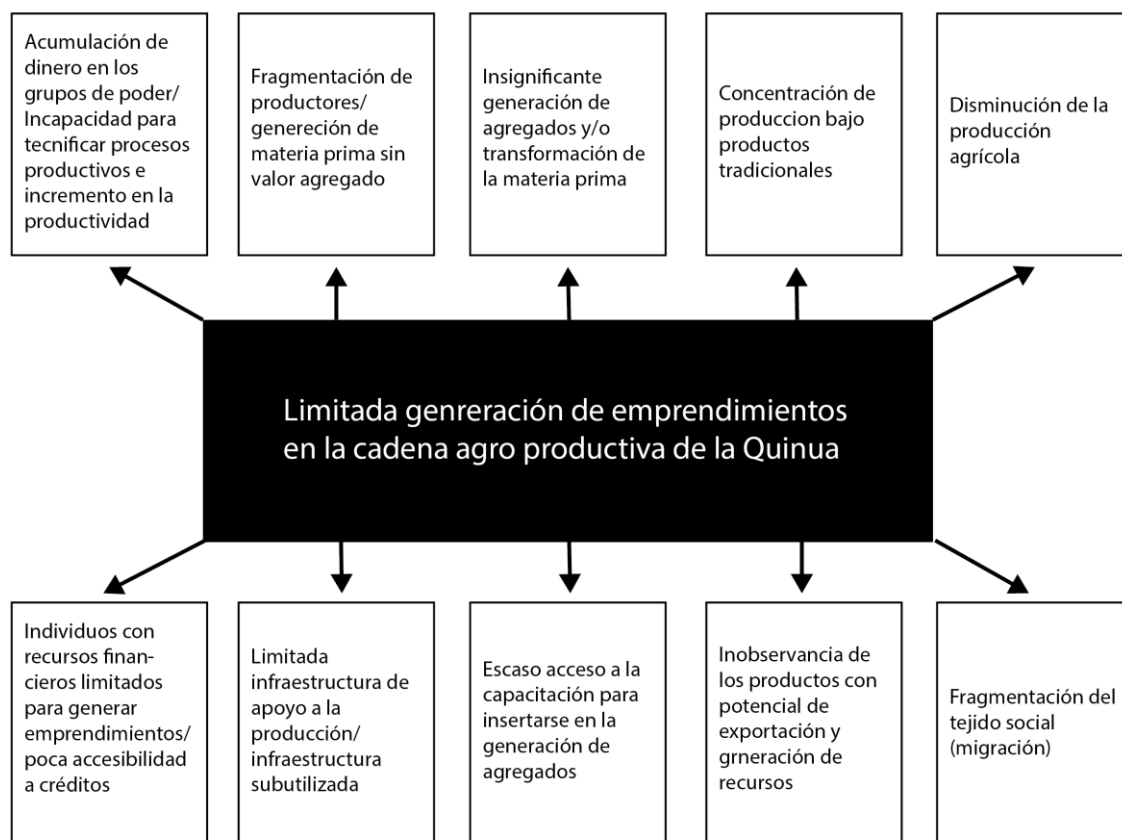 Acumulación de
dinero en los
grupos de poder/
Incapacidad para
tecnificar procesos
productivos e
incremento en la
productividad
Fragmentación de
productores/
genereción de
materia prima sin
valor agregado
Insignificante
generación de
agregados y/o
transformación de
la materia prima
Concentración de
produccion bajo
productos
tradicionales
Disminución de la
producción
agrícola
Limitada genreración de emprendimientos
en la cadena agro productiva de la Quinua
Individuos con
recursos finan-
cieros limitados
para generar
emprendimientos/
poca accesibilidad
a créditos
Limitada
infraestructura de
apoyo a la
producción/
infraestructura
subutilizada
Escaso acceso a la
capacitación para
insertarse en la
generación de
agregados
Inobservancia de
los productos con
potencial de
exportación y
grneración de
recursos
Fragmentación del
tejido social
(migración)